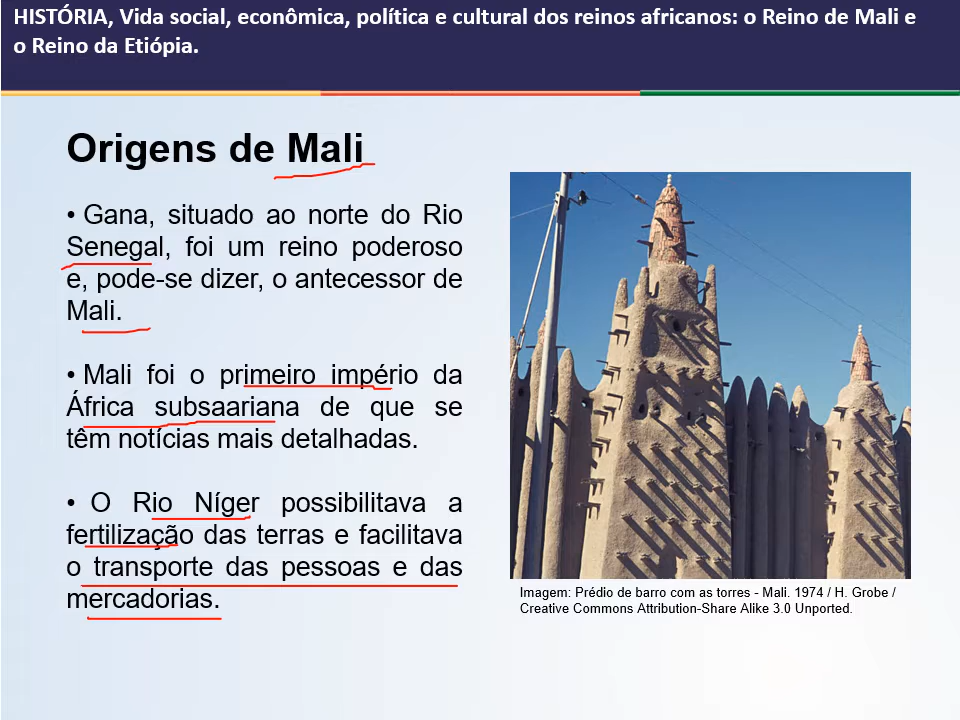 HISTÓRIA, Vida social, econômica, política e cultural dos reinos africanos: o Reino de Mali e
o Reino da Etiópia.
Origens de Mali
• Gana, situado ao norte do Rio
Senegal, foi um reino poderoso
e, pode-se dizer, o antecessor de
Mali.
• Mali foi o primeiro império da
África subsaariana de que se
têm notícias mais detalhadas.
• O Rio Níger possibilitava a
fertilização das terras e facilitava
o transporte das pessoas e das
mercadorias.
Imagem: Prédio de barro com as torres - Mali. 1974 / H. Grobe /
Creative Commons Attribution-Share Alike 3.0 Unported.